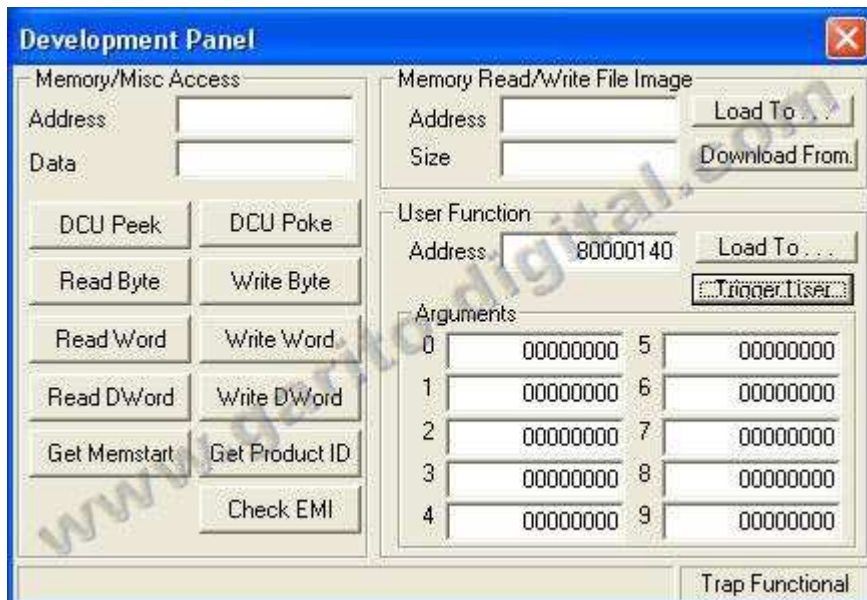 Development Panel
Memory/Misc Access
Address
Data
DCU Peek
DCU Poke
Read Byte
Write Byte
Read Word
Write Word
Read DWord
Write DWord
Get Memstart
Get Product ID
Check EMI
Memory Read/Write File Image
Address
Load To . . .
Size
Download From.
User Function
Address
80000140
Load To . . .
Trigger User
Arguments
0 00000000 5 00000000
1 00000000 6 00000000
2 00000000 7 00000000
3 00000000 8 00000000
4 00000000 9 00000000
Trap Functional
www.garito.digital.com